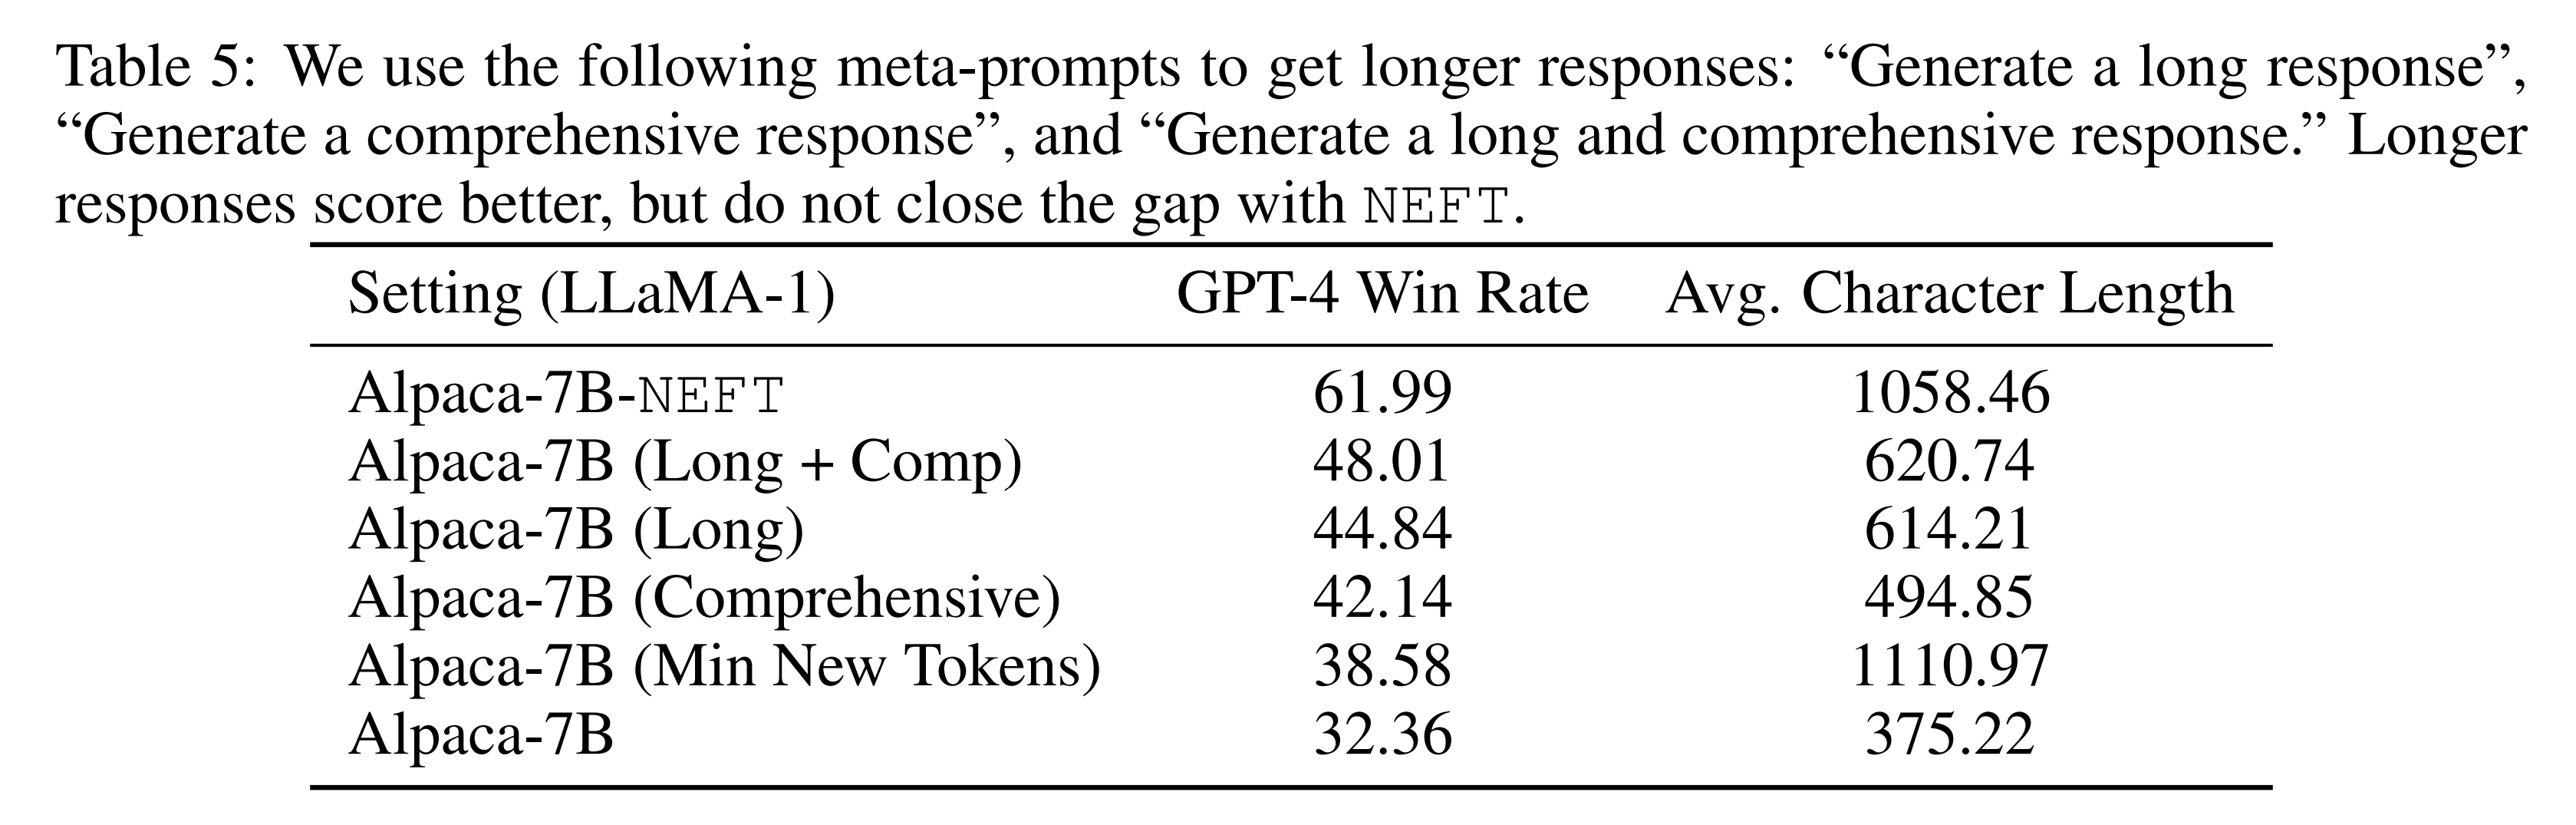 Table 5: We use the following meta-prompts to get longer responses: “Generate a long response”,
“Generate a comprehensive response”, and “Generate a long and comprehensive response.” Longer
responses score better, but do not close the gap with NEFT.
Setting (LLaMA-1) GPT-4 Win Rate Avg. Character Length
Alpaca-7B-NEFT 61.99 1058.46
Alpaca-7B (Long + Comp) 48.01 620.74
Alpaca-7B (Long) 44.84 614.21
Alpaca-7B (Comprehensive) 42.14 494.85
Alpaca-7B (Min New Tokens) 38.58 1110.97
Alpaca-7B 32.36 375.22